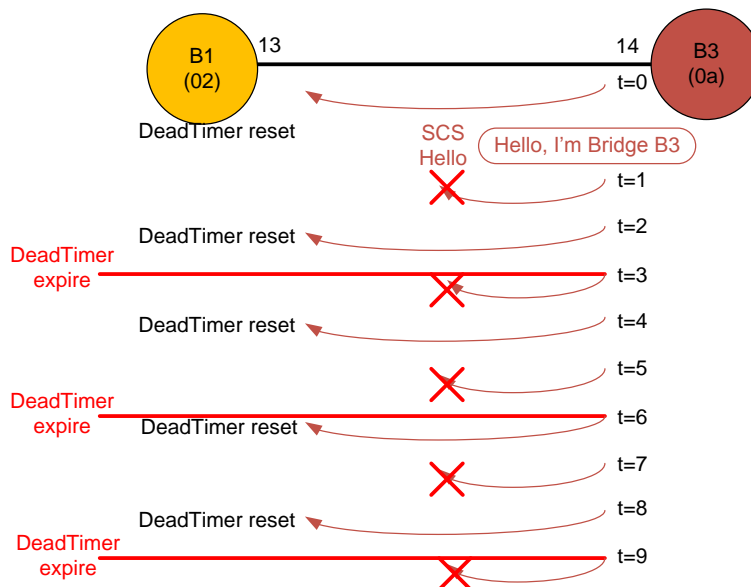 B1
(02)
13
14
B3
(0a)
t=0
DeadTimer reset
SCS
Hello
Hello, I'm Bridge B3
t=1
DeadTimer reset
t=2
DeadTimer
expire
t=3
DeadTimer reset
t=4
t=5
DeadTimer
expire
t=6
DeadTimer reset
t=7
DeadTimer reset
t=8
DeadTimer
expire
t=9